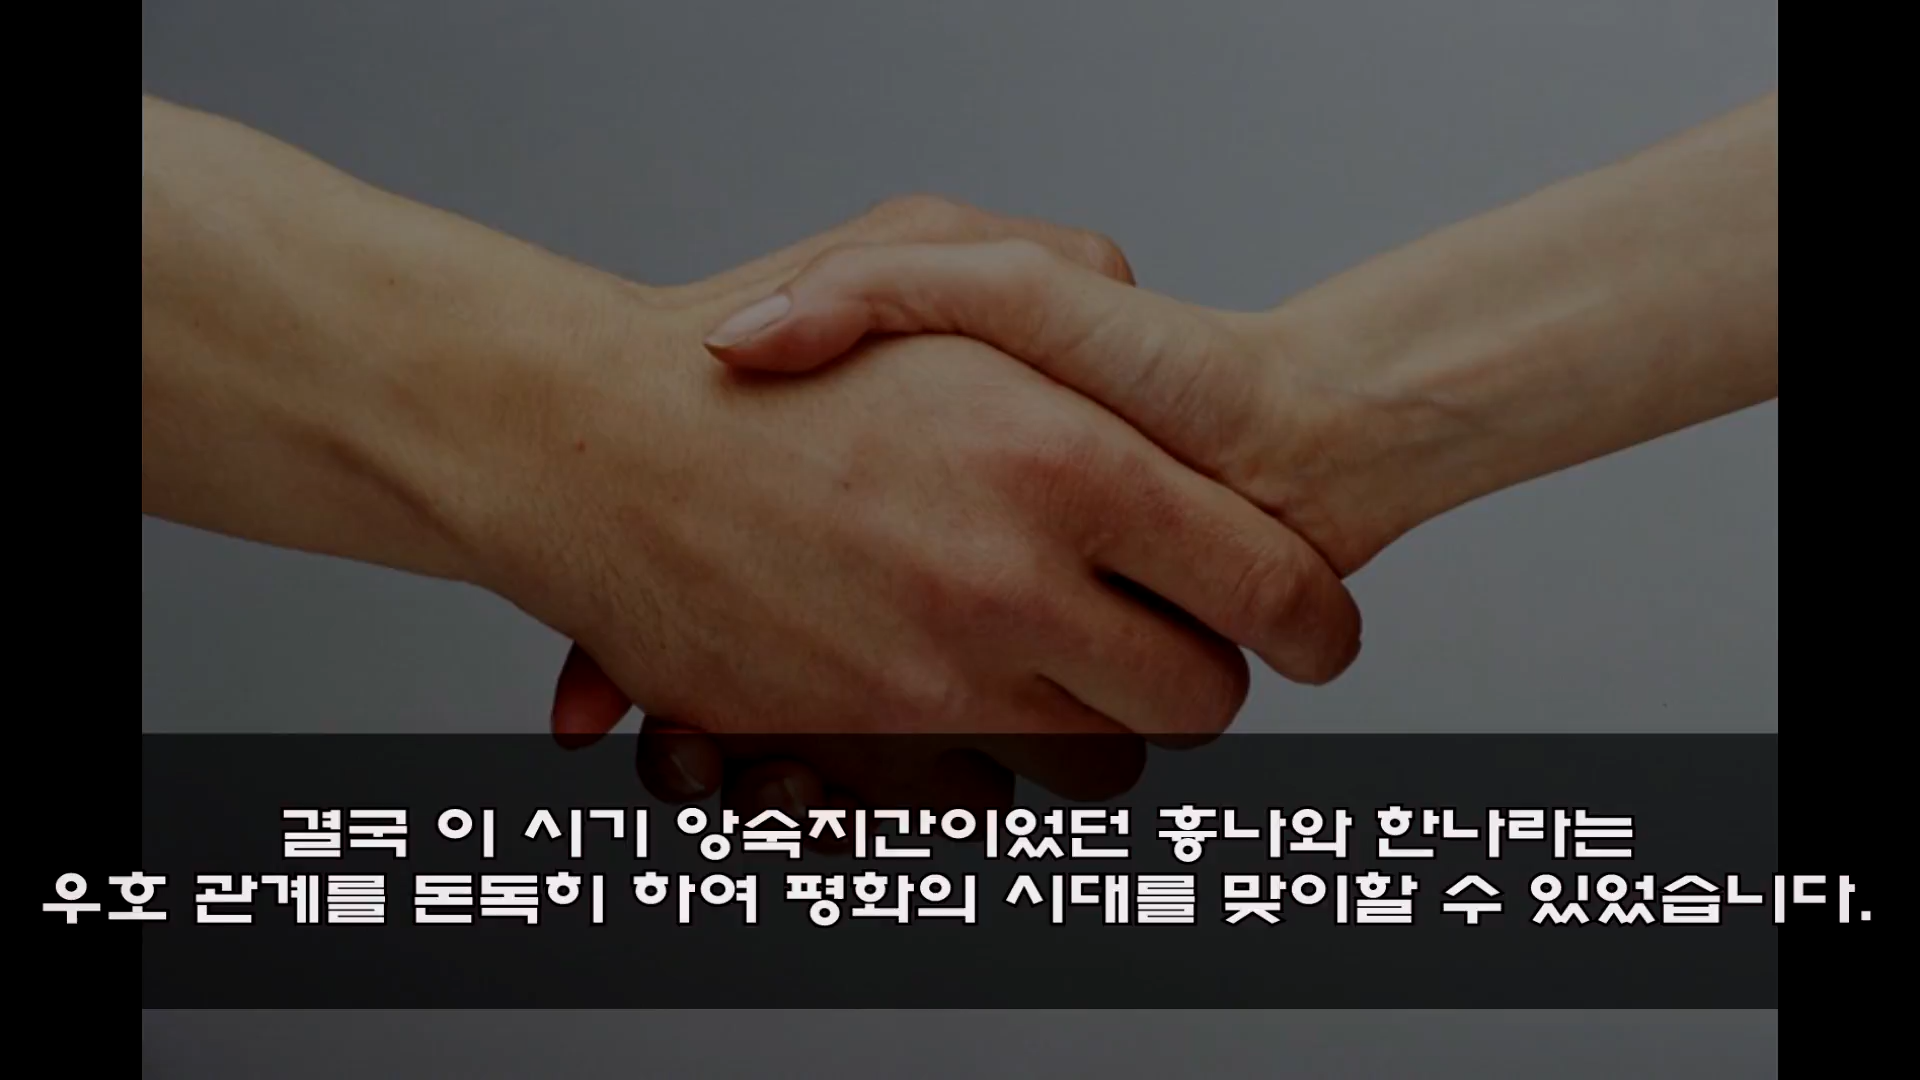 결국 이 시기 앙숙지간이었던 흉나와 한나라는
우호 관계를 돈독히 하여 평화의 시대를 맞이할 수 있었습니다.